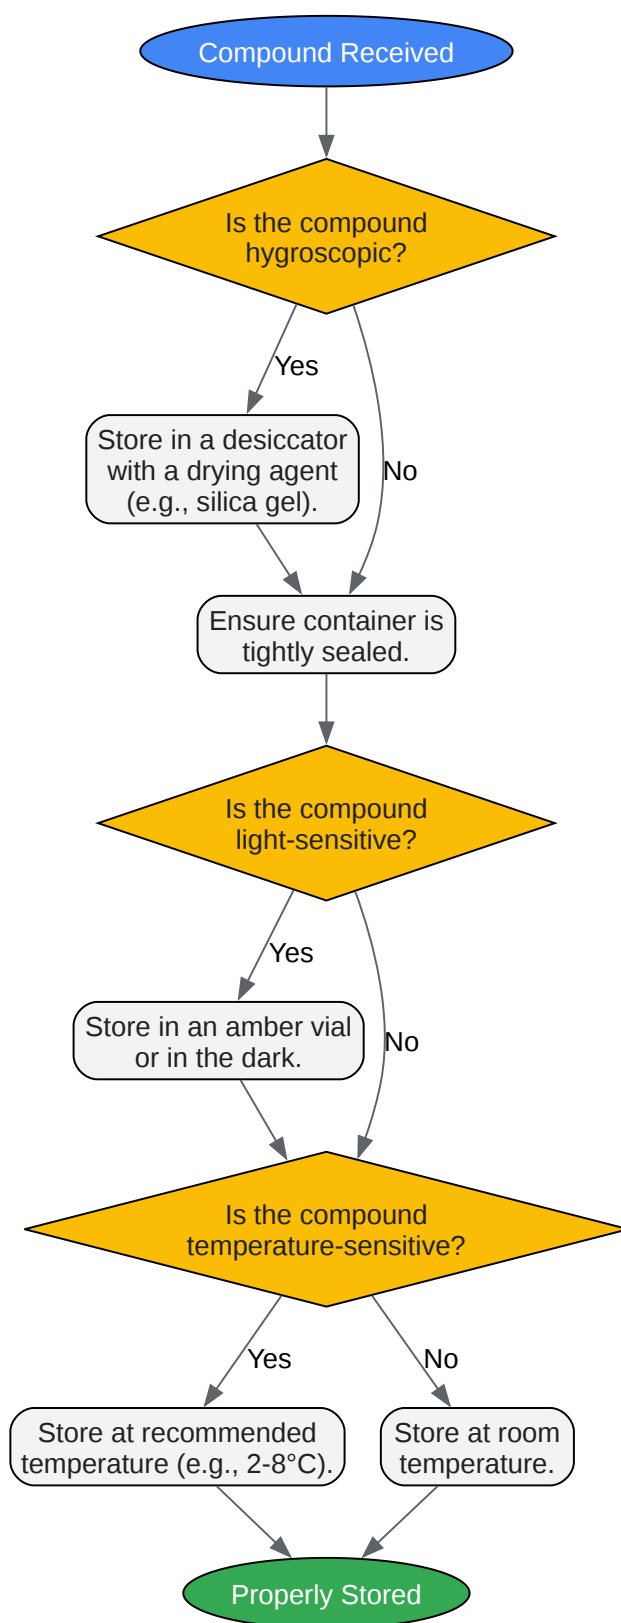 Compound Received
Is the compound
hygroscopic?
Yes
Store in a desiccator
with a drying agent
(e.g., silica gel).
No
Ensure container is
tightly sealed.
Is the compound
light-sensitive?
Yes
Store in an amber vial
or in the dark.
No
Is the compound
temperature-sensitive?
Yes
No
Store at recommended
temperature (e.g., 2-8°C).
Store at room
temperature.
Properly Stored